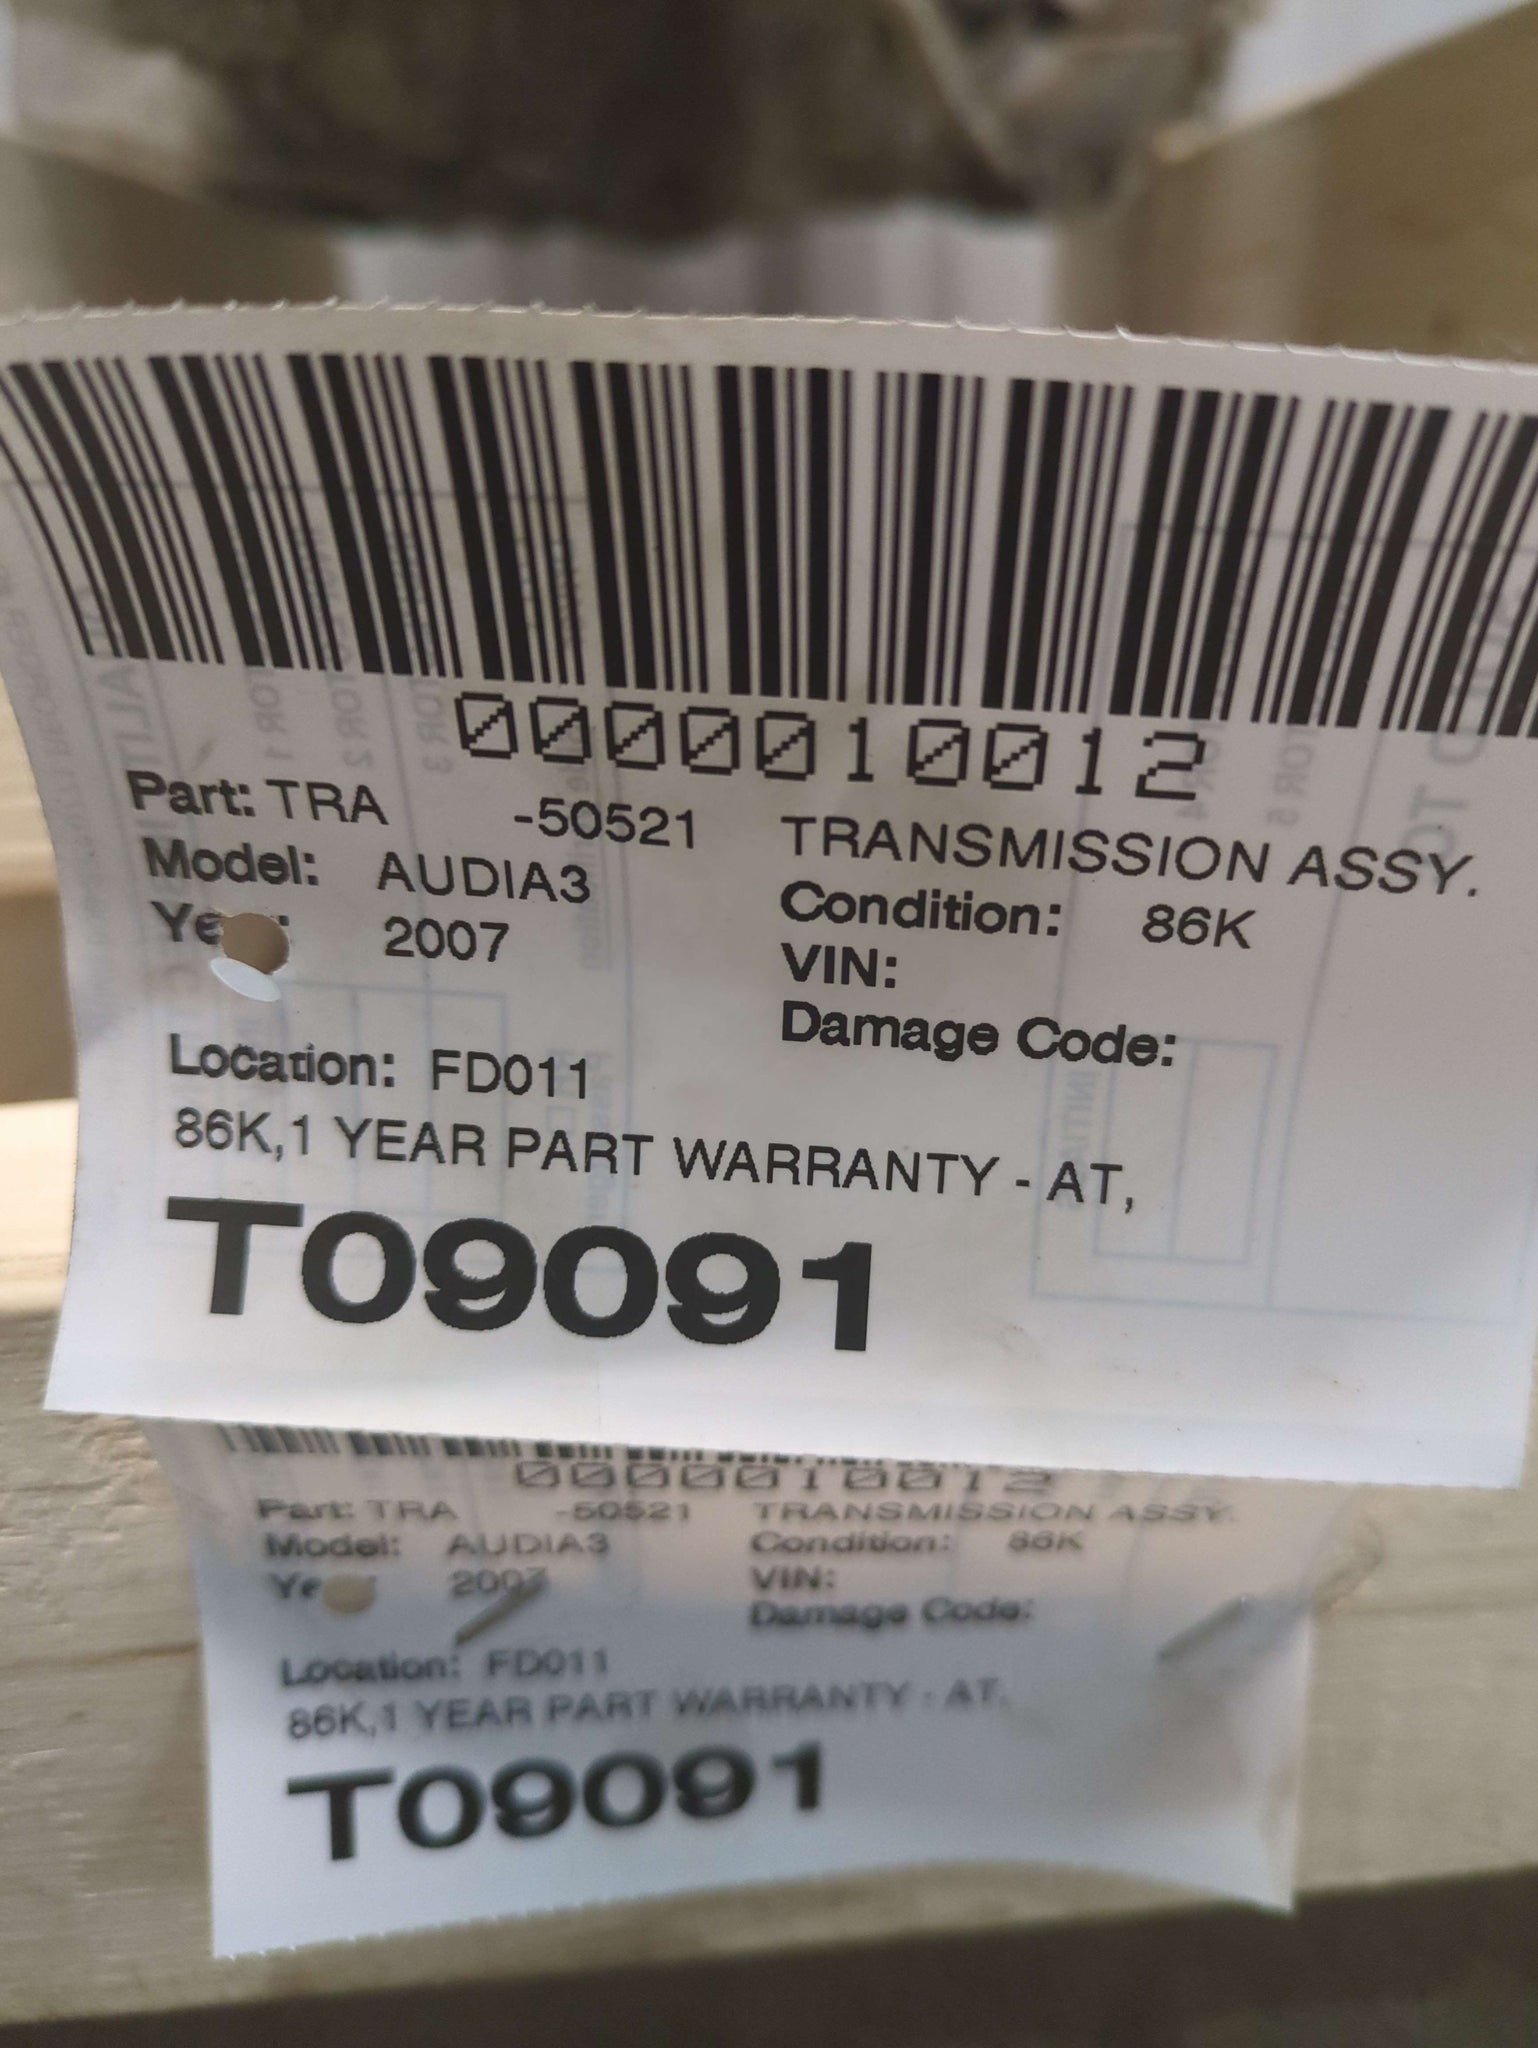 0000010012
Part: TRA -50521 TRANSMISSION ASSY.
Model: AUDIA3 Condition: 86K
2007 VIN:
Damage Code:
Location: FD011
86K,1 YEAR PART WARRANTY - AT,
T09091
0000010012
Part: TRA -50521 TRANSMISSION ASSY.
Model: AUDIA3 Condition: 86K
2007 VIN:
Damage Code:
Location: FD011
86K,1 YEAR PART WARRANTY - AT,
T09091